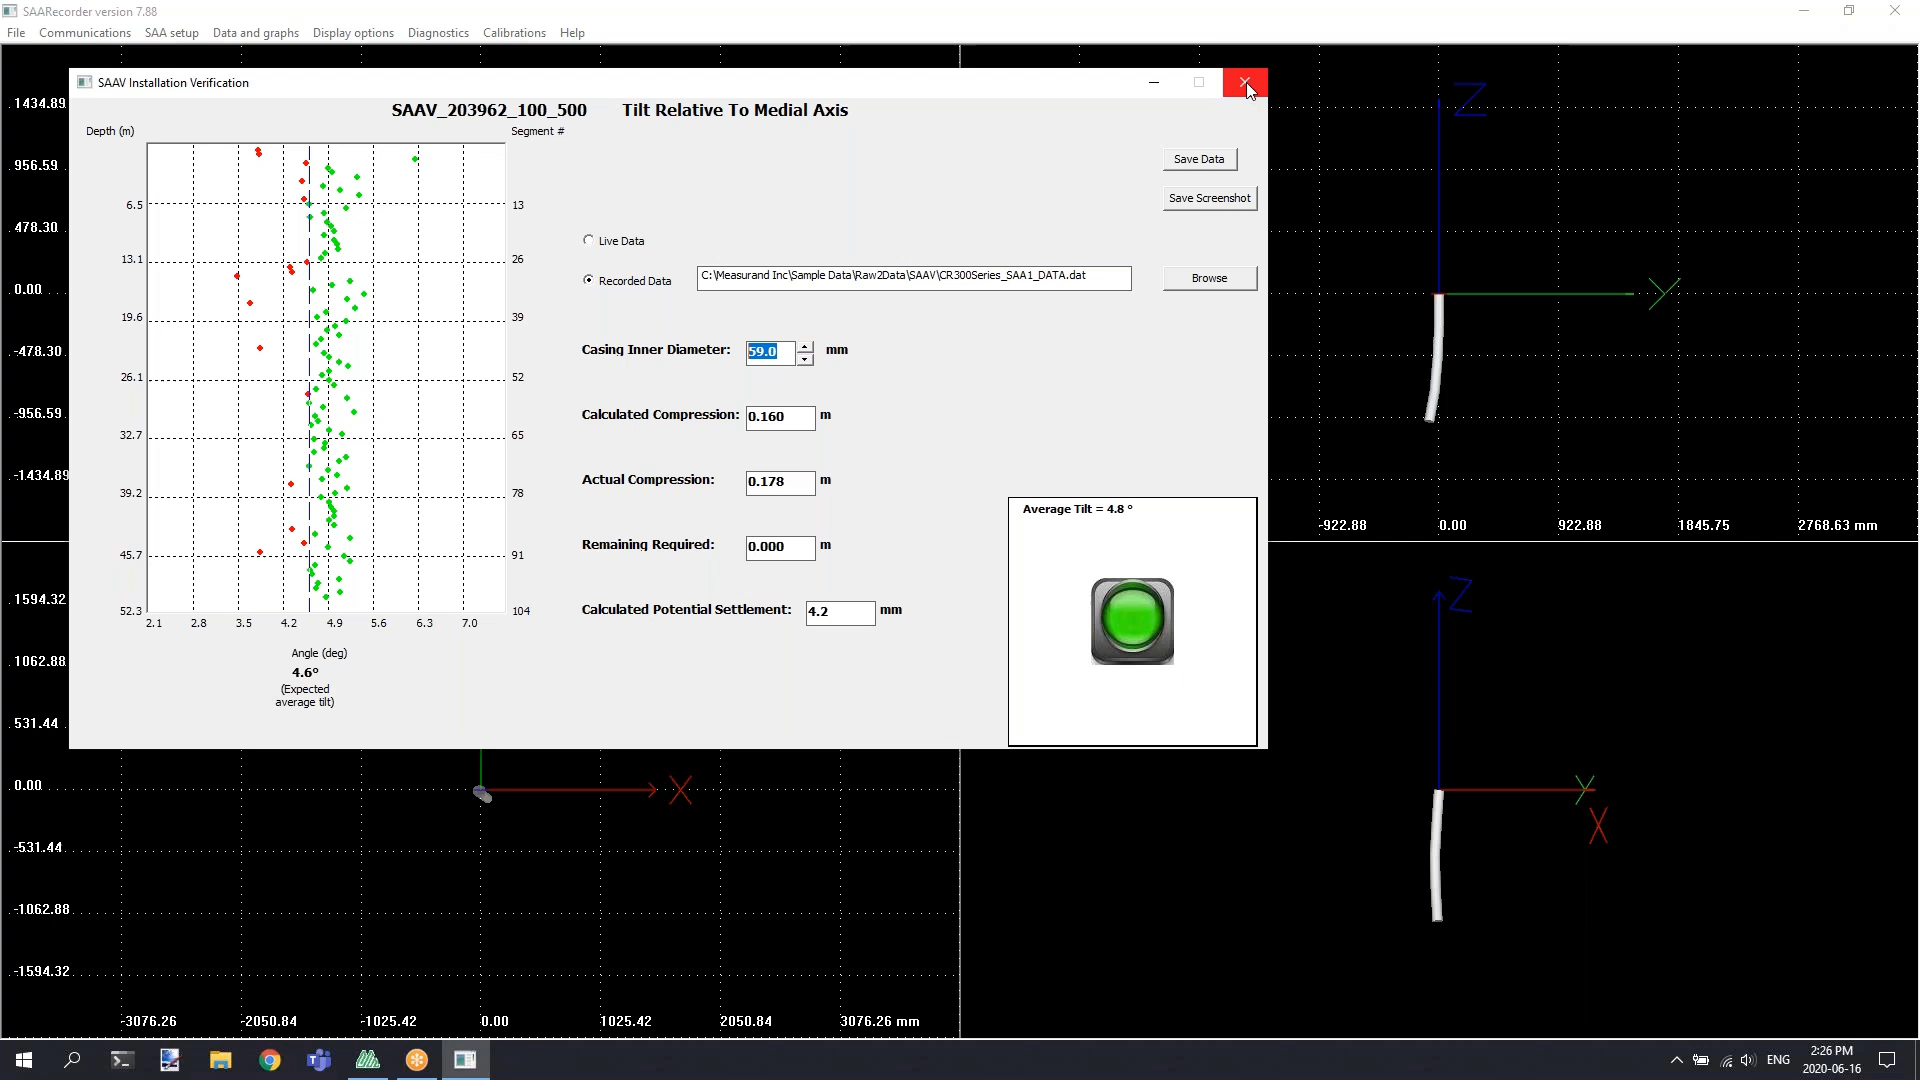 SAARecorder version 7.88
File Communications SAA setup Data and graphs Display options Diagnostics Calibrations Help
SAAV Installation Verification
SAAV_203962_100_500 Tilt Relative To Medial Axis
Depth (m) Segment #
6.5 13
13.1 26
19.6 39
26.1 52
32.7 65
39.2 78
45.7 91
52.3 104
2.1 2.8 3.5 4.2 4.9 5.6 6.3 7.0
Angle (deg)
4.6°
(Expected
average tilt)
Save Data
Save Screenshot
Live Data
Recorded Data C:\Measurand Inc\Sample Data\Raw2Data\SAAV\CR300Series_SAA1_DATA.dat Browse
Casing Inner Diameter: 59.0 mm
Calculated Compression: 0.160 m
Actual Compression: 0.178 m
Remaining Required: 0.000 m
Calculated Potential Settlement: 4.2 mm
Average Tilt = 4.8 °
1434.89
956.59
478.30
0.00
-478.30
-956.59
-1434.89
Z
Y
-922.88 0.00 922.88 1845.75 2768.63 mm
1594.32
1062.88
531.44
0.00
-531.44
-1062.88
-1594.32
X
-3076.26 -2050.84 -1025.42 0.00 1025.42 2050.84 3076.26 mm
Z
Y
X
ENG
2:26 PM
2020-06-16